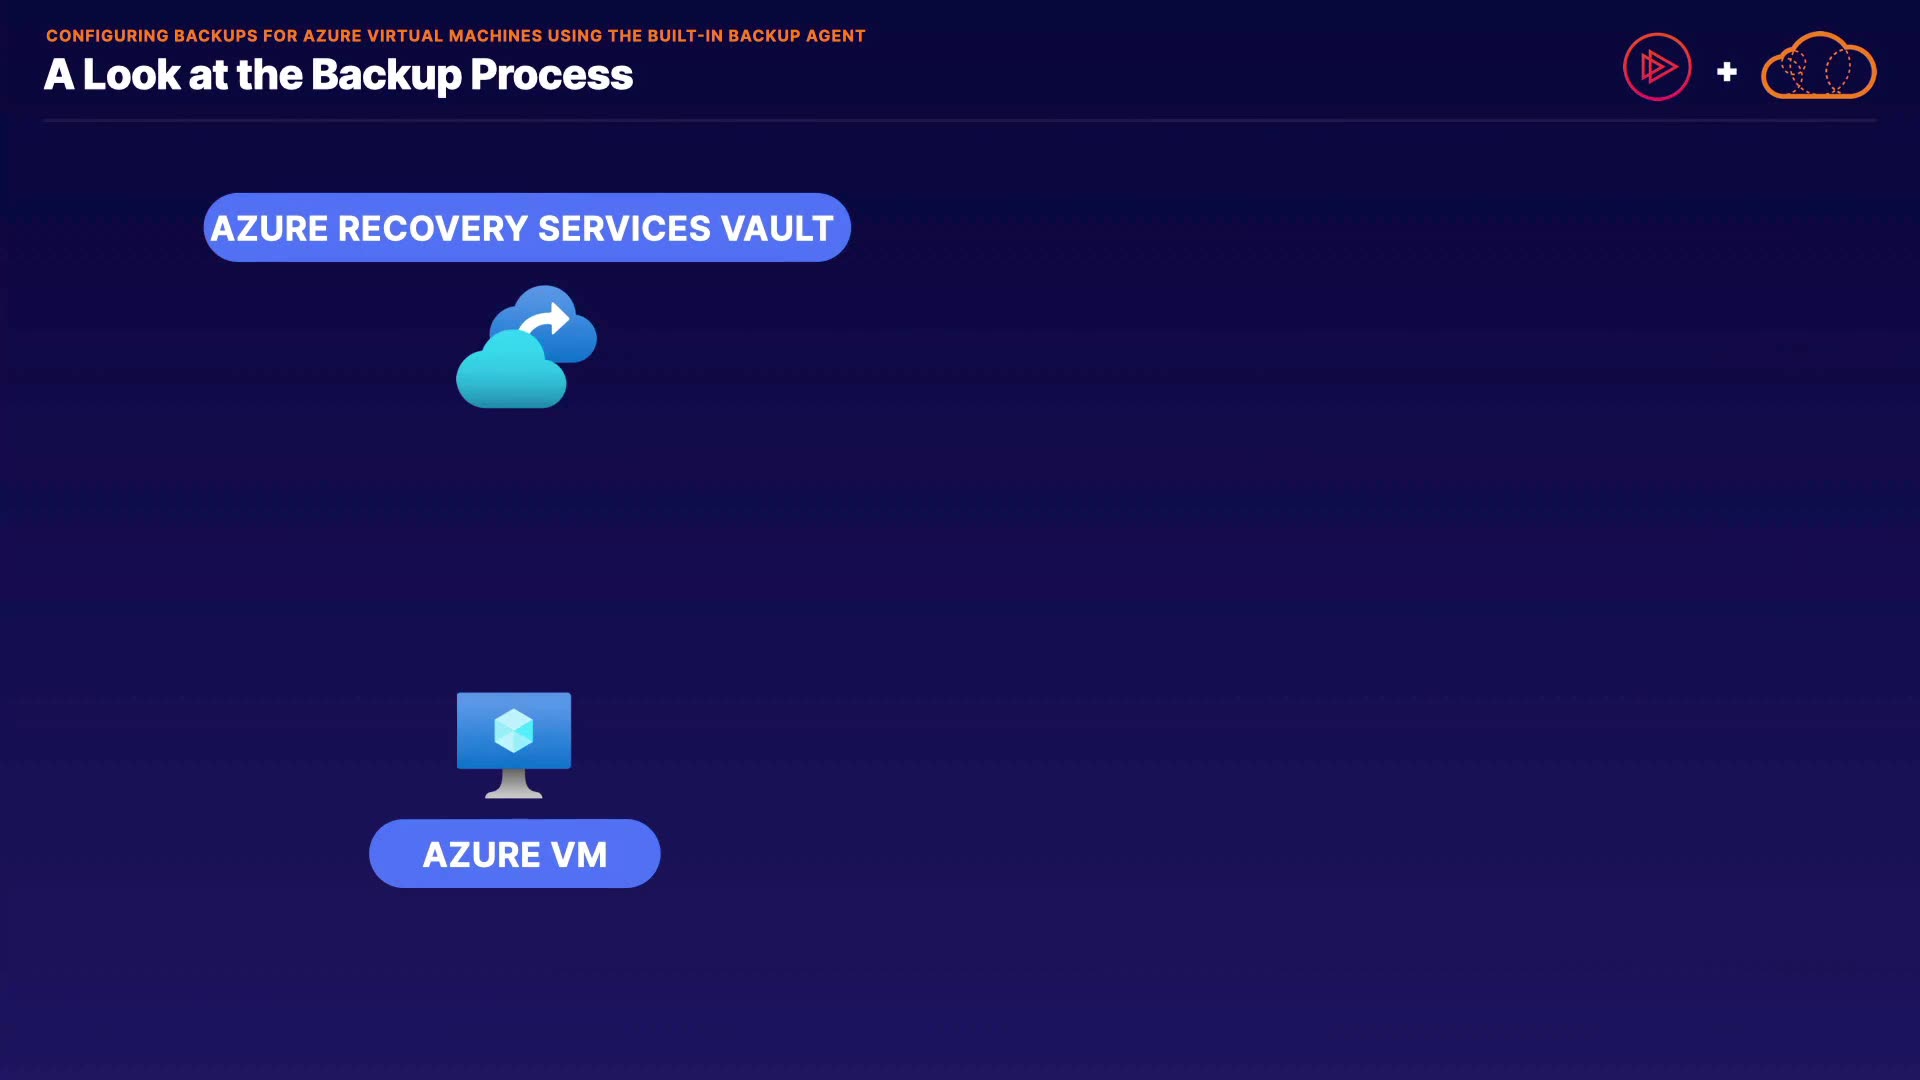 CONFIGURING BACKUPS FOR AZURE VIRTUAL MACHINES USING THE BUILT-IN BACKUP AGENT
A Look at the Backup Process
AZURE RECOVERY SERVICES VAULT
AZURE VM